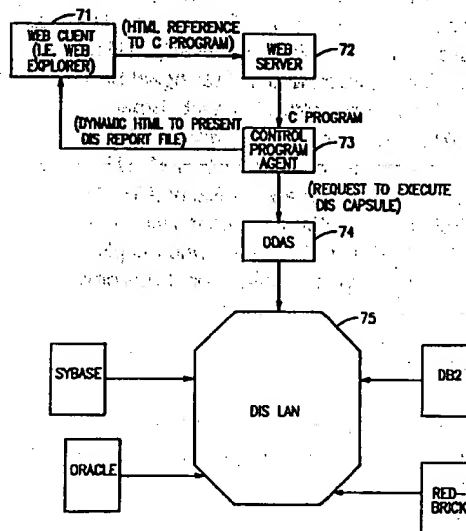 71
WEB CLIENT
(I.E. WEB
EXPLORER)
(HTML REFERENCE
TO C PROGRAM)
WEB
SERVER
72
C PROGRAM
(DYNAMIC HTML TO PRESENT
DIS REPORT FILE)
CONTROL
PROGRAM
AGENT
73
(REQUEST TO EXECUTE
DIS CAPSULE)
DDAS
74
75
SYBASE
DIS LAN
DB2
ORACLE
RED—
BRICK